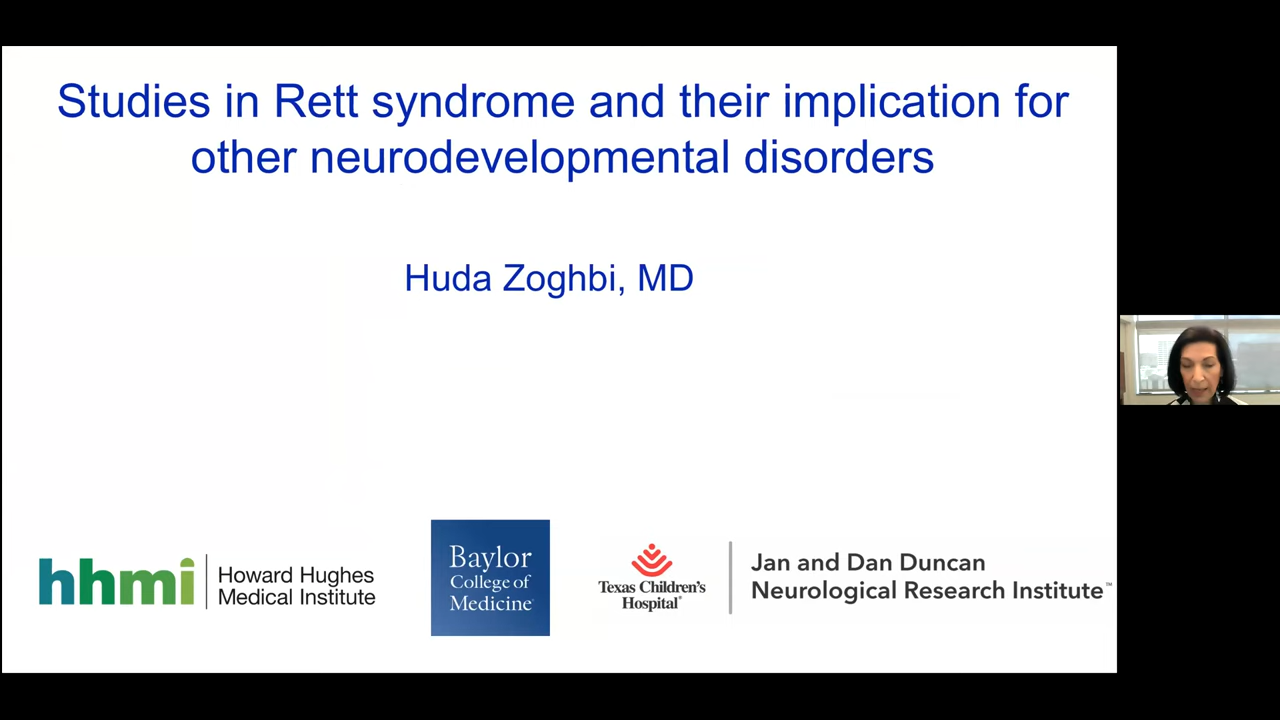 Studies in Rett syndrome and their implication for
other neurodevelopmental disorders
Huda Zoghbi, MD
hhmi
Howard Hughes
Medical Institute
Baylor
College of
Medicine
Texas Children's
Hospital®
Jan and Dan Duncan
Neurological Research Institute™